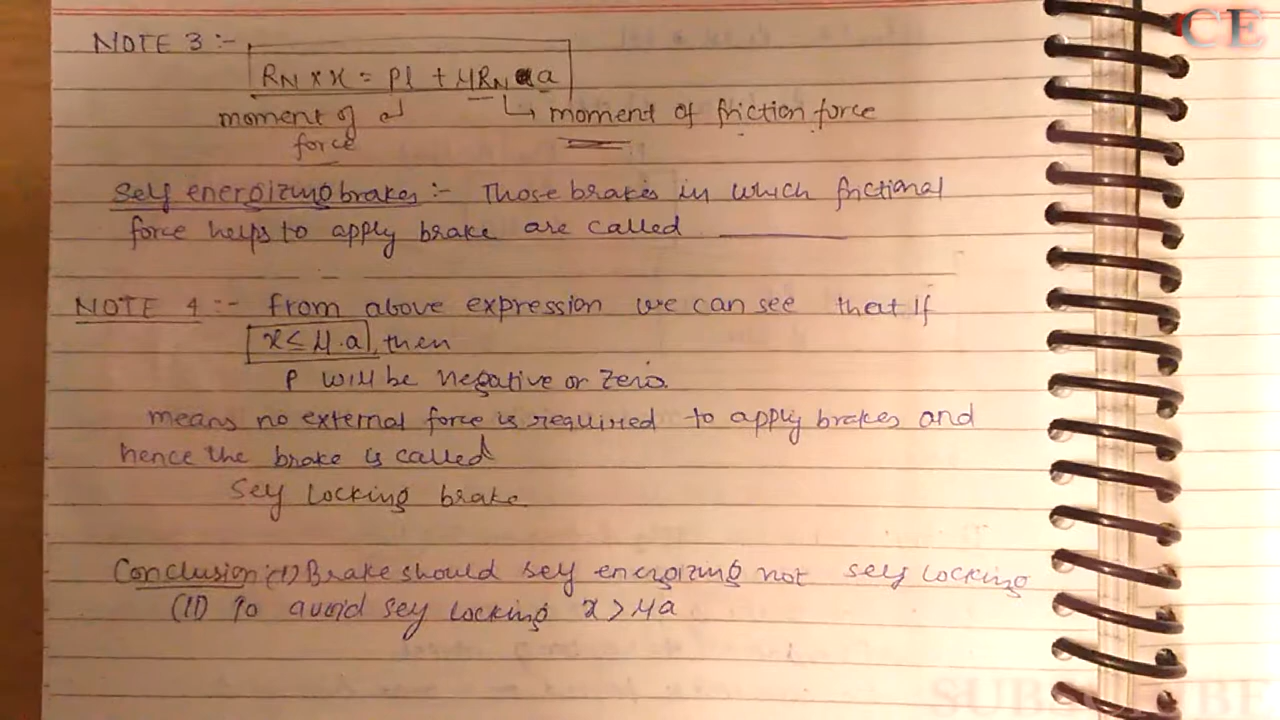 CE
NOTE 3 :-
RN × x = Pl + μRN a
moment of
force
↳ moment of friction force
Self energizing brakes :- Those brakes in which frictional
force helps to apply brake are called ________
NOTE 4 :- From above expression we can see that if
x ≤ μ.a, then
P will be negative or zero.
means no external force is required to apply brakes and
hence the brake is called
Self locking brake
Conclusion :(I) Brake should self energizing not self locking
(II) To avoid self locking x > μa
SUBSCRIBE